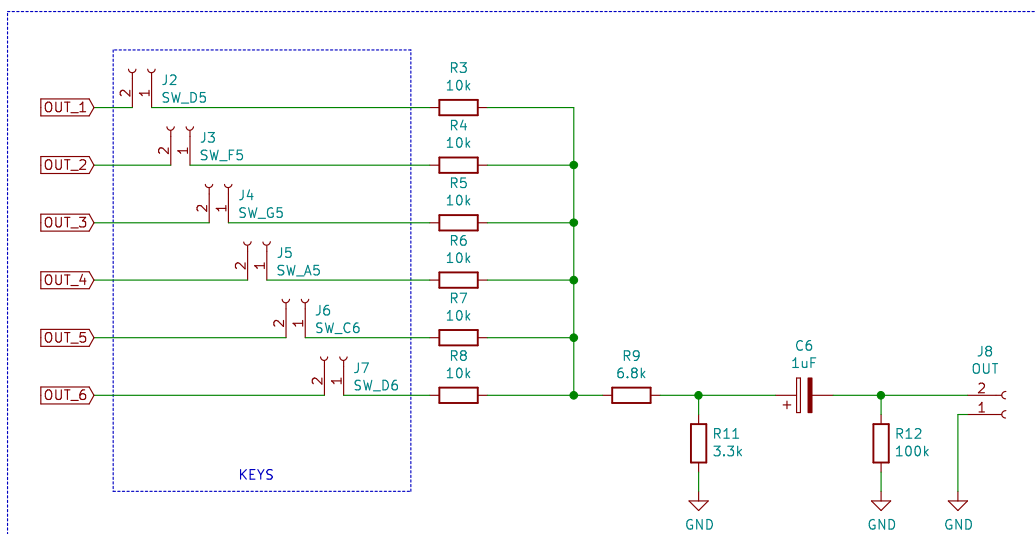 OUT_1
2
1
J2
SW_D5
R3
10k
OUT_2
2
1
J3
SW_F5
R4
10k
OUT_3
2
1
J4
SW_G5
R5
10k
OUT_4
2
1
J5
SW_A5
R6
10k
OUT_5
2
1
J6
SW_C6
R7
10k
OUT_6
2
1
J7
SW_D6
R8
10k
KEYS
R9
6.8k
R11
3.3k
GND
C6
1uF
+
R12
100k
GND
J8
OUT
2
1
GND